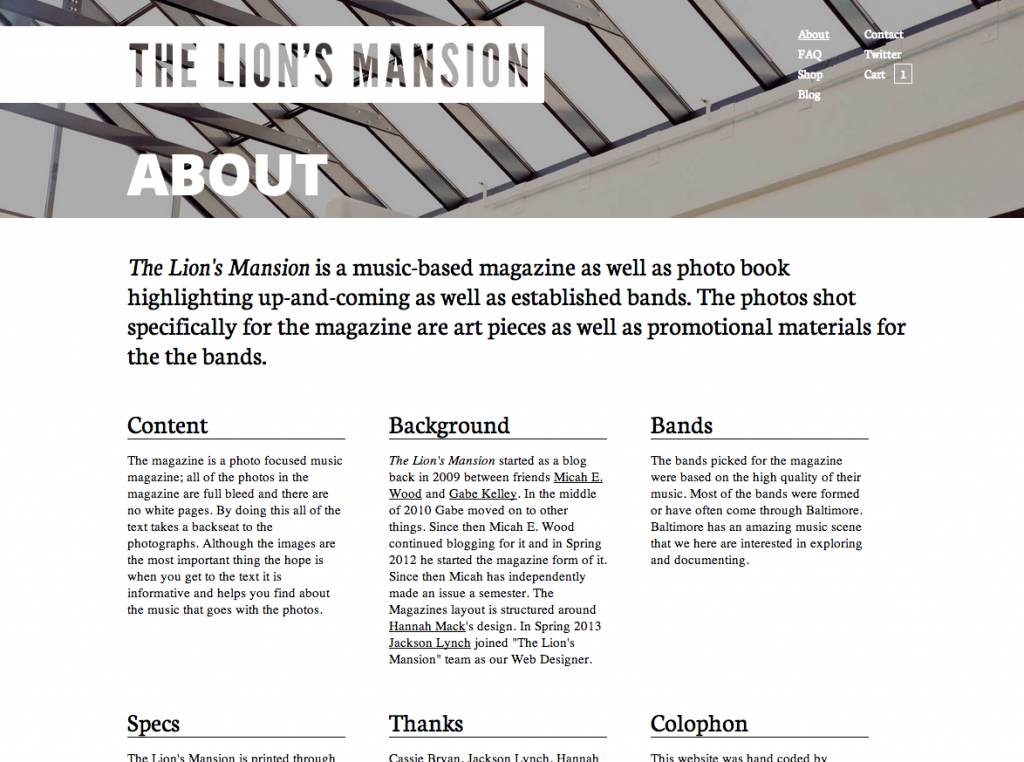 THE LION'S MANSION
About
FAQ
Shop
Blog
Contact
Twitter
Cart 1
ABOUT
The Lion's Mansion is a music-based magazine as well as photo book
highlighting up-and-coming as well as established bands. The photos shot
specifically for the magazine are art pieces as well as promotional materials for
the the bands.
Content
The magazine is a photo focused music
magazine; all of the photos in the
magazine are full bleed and there are
no white pages. By doing this all of the
text takes a backseat to the
photographs. Although the images are
the most important thing the hope is
when you get to the text it is
informative and helps you find about
the music that goes with the photos.
Background
The Lion's Mansion started as a blog
back in 2009 between friends Micah E.
Wood and Gabe Kelley. In the middle
of 2010 Gabe moved on to other
things. Since then Micah E. Wood
continued blogging for it and in Spring
2012 he started the magazine form of it.
Since then Micah has independently
made an issue a semester. The
Magazines layout is structured around
Hannah Mack's design. In Spring 2013
Jackson Lynch joined "The Lion's
Mansion" team as our Web Designer.
Bands
The bands picked for the magazine
were based on the high quality of their
music. Most of the bands were formed
or have often come through Baltimore.
Baltimore has an amazing music scene
that we here are interested in exploring
and documenting.
Specs
The Lion's Mansion is printed through
Thanks
Cassie Bryan, Jackson Lynch, Hannah
Colophon
This website was hand coded by